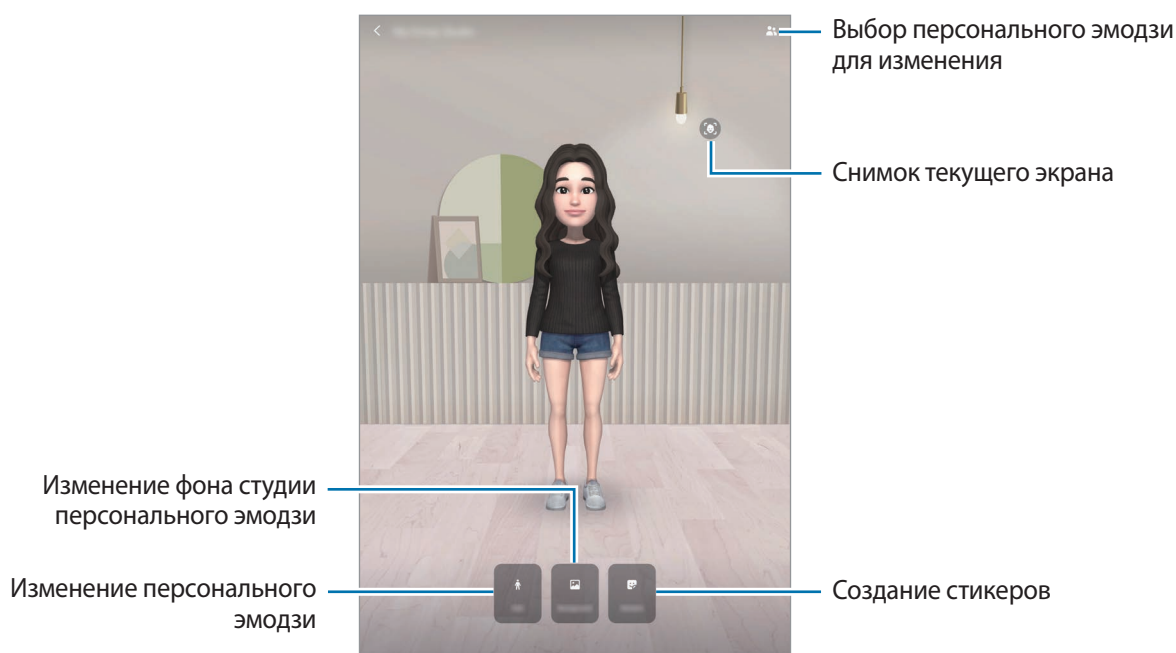 Выбор персонального эмодзи
для изменения
Снимок текущего экрана
Изменение фона студии
персонального эмодзи
Изменение персонального
эмодзи
Создание стикеров